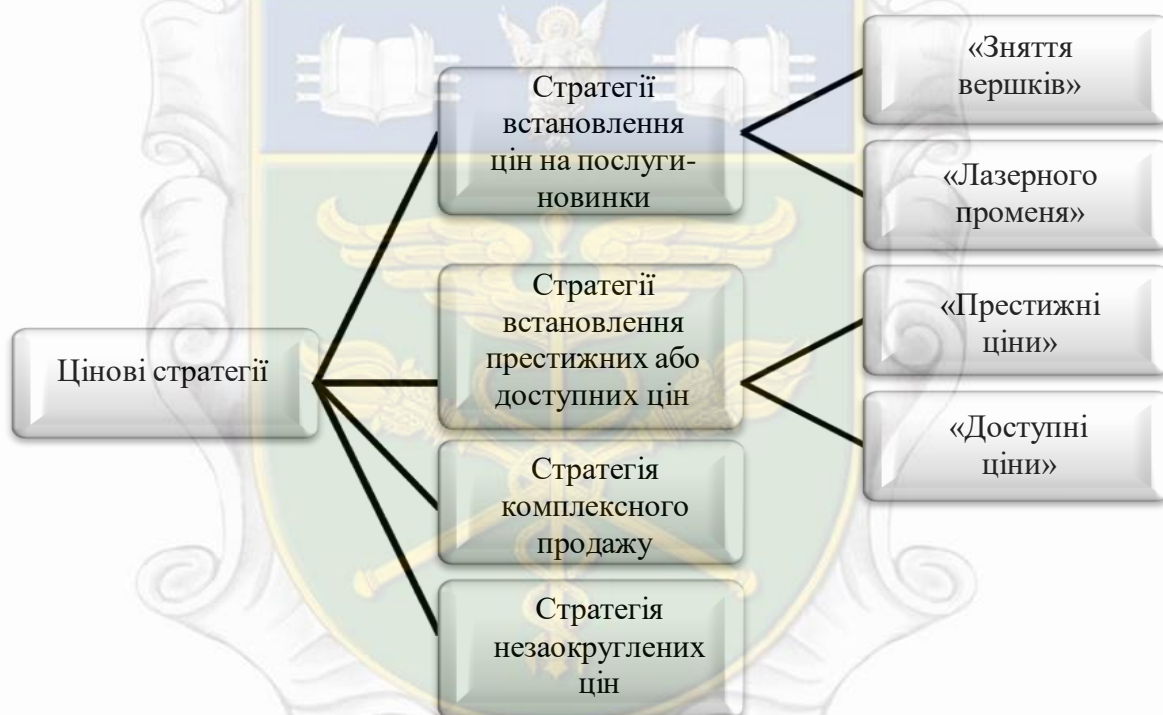 Цінові стратегії
Стратегії
встановлення
цін на послуги-
новинки
«Зняття
вершків»
«Лазерного
променя»
Стратегії
встановлення
престижних або
доступних цін
«Престижні
ціни»
«Доступні
ціни»
Стратегія
комплексного
продажу
Стратегія
незаокруглених
цін